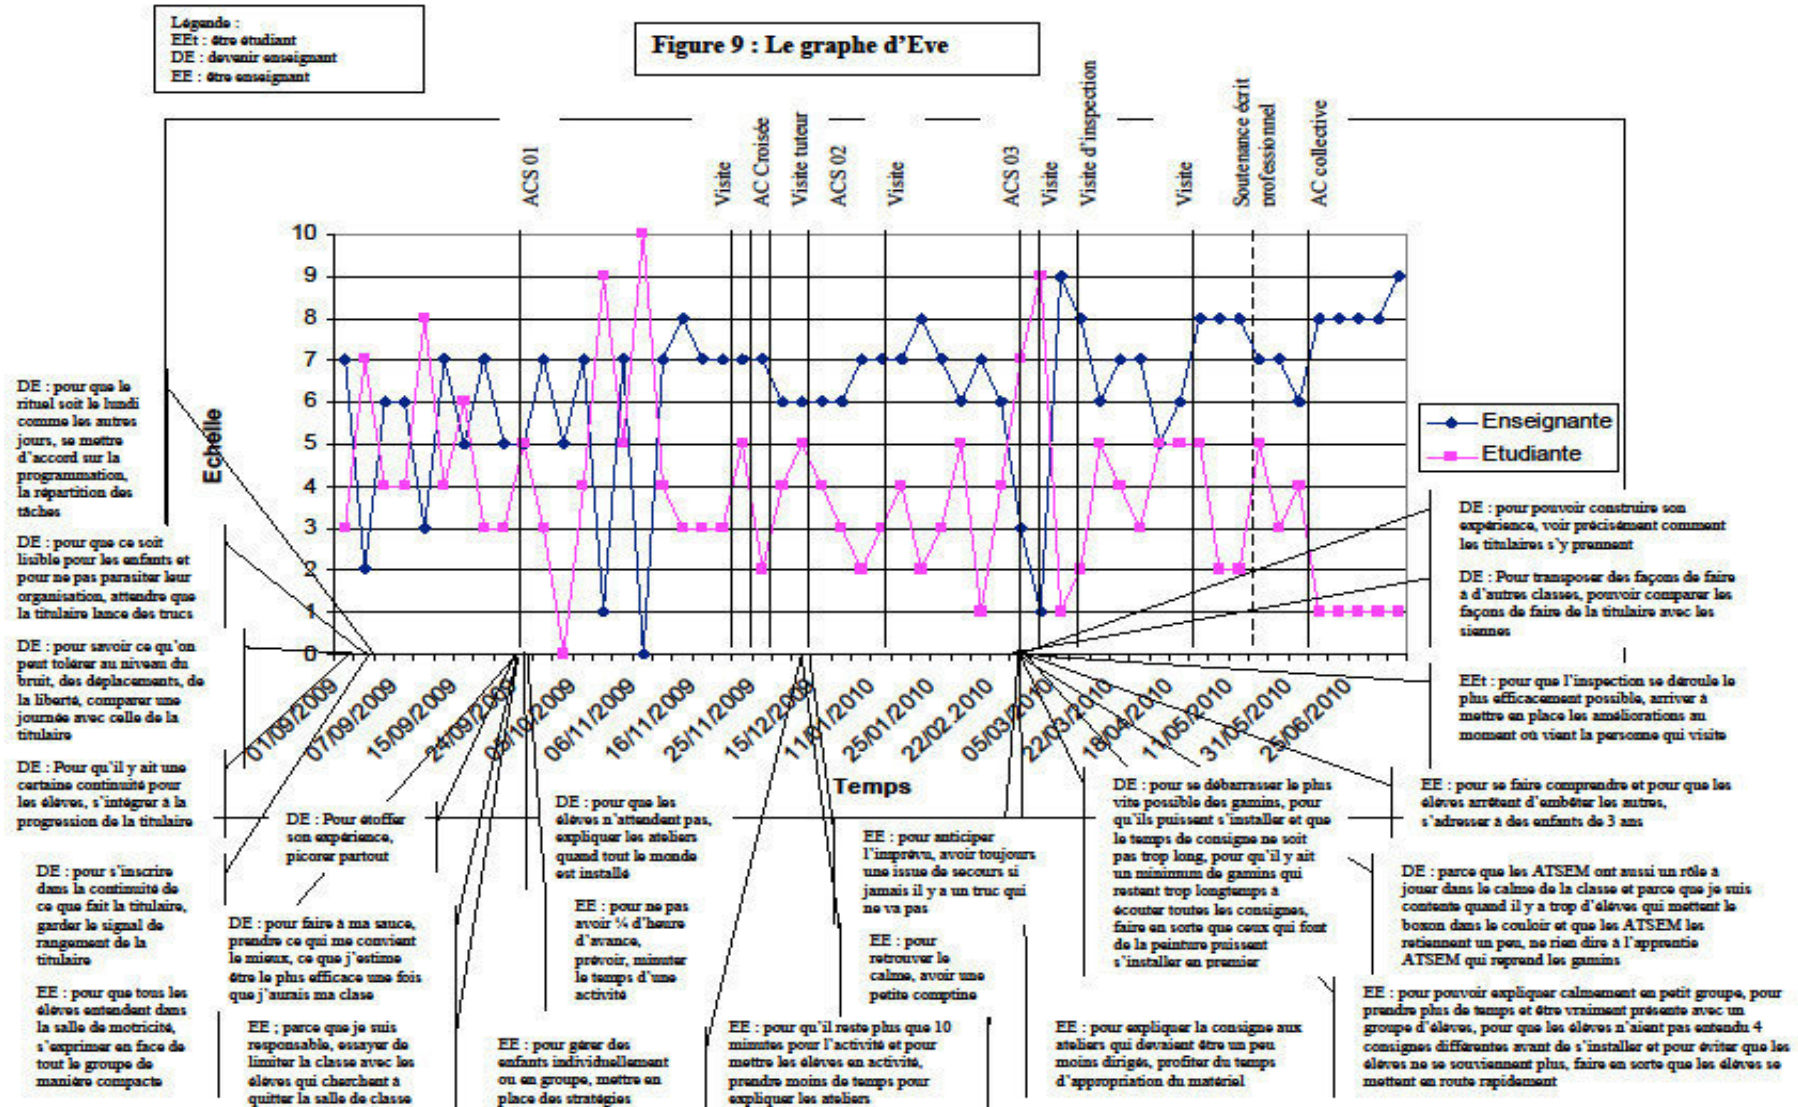 Légende :
EEt : être étudiant
DE : devenir enseignant
EE : être enseignant
Figure 9 : Le graphe d'Eve
ACS 01
Visite
AC Croisée
Visite tuteur
ACS 02
Visite
ACS 03
Visite
Visite d'inspection
Visite
Soutenance écrit
professionnel
AC collective
10
9
8
7
6
5
4
3
2
1
0
Echelle
Enseignante
Etudiante
01/09/2009
07/09/2009
15/09/2009
24/09/2009
05/10/2009
06/11/2009
16/11/2009
25/11/2009
15/12/2009
11/01/2010
25/01/2010
22/02.2010
05/03/2010
22/03/2010
18/04/2010
11/05/2010
31/05/2010
25/06/2010
Temps
DE : pour que le
rituel soit le lundi
comme les autres
jours, se mettre
d'accord sur la
programmation,
la répartition des
tâches
DE : pour que ce soit
lisible pour les enfants et
pour ne pas parasiter leur
organisation, attendre que
la titulaire lance des trucs
DE : pour savoir ce qu'on
peut tolérer au niveau du
bruit, des déplacements, de
la liberté, comparer une
journée avec celle de la
titulaire
DE : Pour qu'il y ait une
certaine continuité pour
les élèves, s'intégrer à la
progression de la titulaire
DE : pour s'inscrire
dans la continuité de
ce que fait la titulaire,
garder le signal de
rangement de la
titulaire
EE : pour que tous les
élèves entendent dans
la salle de motricité,
s'exprimer en face de
tout le groupe de
manière compacte
DE : Pour étoffer
son expérience,
picorer partout
DE : pour faire à ma sauce,
prendre ce qui me convient
le mieux, ce que j'estime
être le plus efficace une fois
que j'aurais ma clase
EE ; parce que je suis
responsable, essayer de
limiter la classe avec les
élèves qui cherchent à
quitter la salle de classe
DE : pour que les
élèves n'attendent pas,
expliquer les ateliers
quand tout le monde
est installé
EE : pour ne pas
avoir ¼ d'heure
d'avance,
prévoir, minuter
le temps d'une
activité
EE : pour gérer des
enfants individuellement
ou en groupe, mettre en
place des stratégies
EE : pour qu'il reste plus que 10
minutes pour l'activité et pour
mettre les élèves en activité,
prendre moins de temps pour
expliquer les ateliers
EE : pour anticiper
l'imprévu, avoir toujours
une issue de secours si
jamais il y a un truc qui
ne va pas
EE : pour
retrouver le
calme, avoir une
petite comptine
EE : pour expliquer la consigne aux
ateliers qui devaient être un peu
moins dirigés, profiter du temps
d'appropriation du matériel
DE : pour se débarrasser le plus
vite possible des gamins, pour
qu'ils puissent s'installer et que
le temps de consigne ne soit
pas trop long, pour qu'il y ait
un minimum de gamins qui
restent trop longtemps à
écouter toutes les consignes,
faire en sorte que ceux qui font
de la peinture puissent
s'installer en premier
DE : pour pouvoir construire son
expérience, voir précisément comment
les titulaires s'y prennent
DE : Pour transposer des façons de faire
à d'autres classes, pouvoir comparer les
façons de faire de la titulaire avec les
siennes
EEt : pour que l'inspection se déroule le
plus efficacement possible, arriver à
mettre en place les améliorations au
moment où vient la personne qui visite
EE : pour se faire comprendre et pour que les
élèves arrêtent d'embêter les autres,
s'adresser à des enfants de 3 ans
DE : parce que les ATSEM ont aussi un rôle à
jouer dans le calme de la classe et parce que je suis
contente quand il y a trop d'élèves qui mettent le
boxon dans le couloir et que les ATSEM les
retiennent un peu, ne rien dire à l'apprentie
ATSEM qui reprend les gamins
EE : pour pouvoir expliquer calmement en petit groupe, pour
prendre plus de temps et être vraiment présente avec un
groupe d'élèves, pour que les élèves n'aient pas entendu 4
consignes différentes avant de s'installer et pour éviter que les
élèves ne se souviennent plus, faire en sorte que les élèves se
mettent en route rapidement